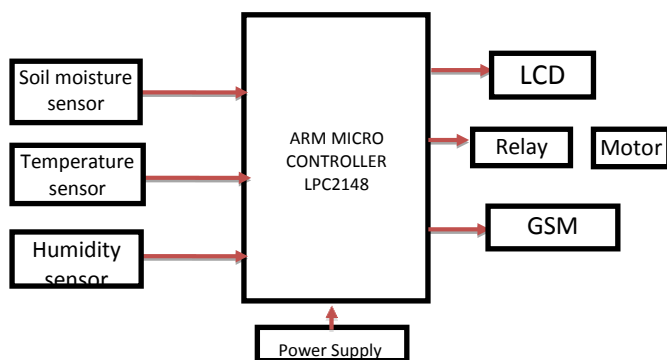 Soil moisture
sensor
Temperature
sensor
Humidity
sensor
ARM MICRO
CONTROLLER
LPC2148
LCD
Relay
Motor
GSM
Power Supply